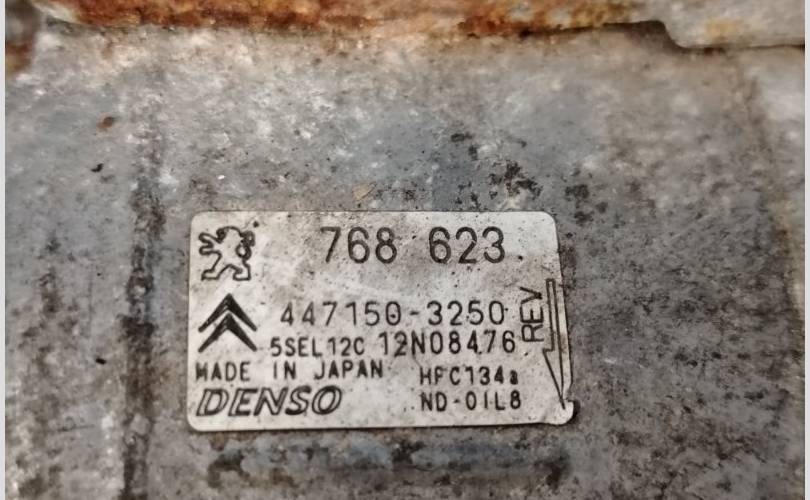 768 623
447150-3250
5SEL12C 12N08476
REV
MADE IN JAPAN HFC134a
DENSO ND-OIL8